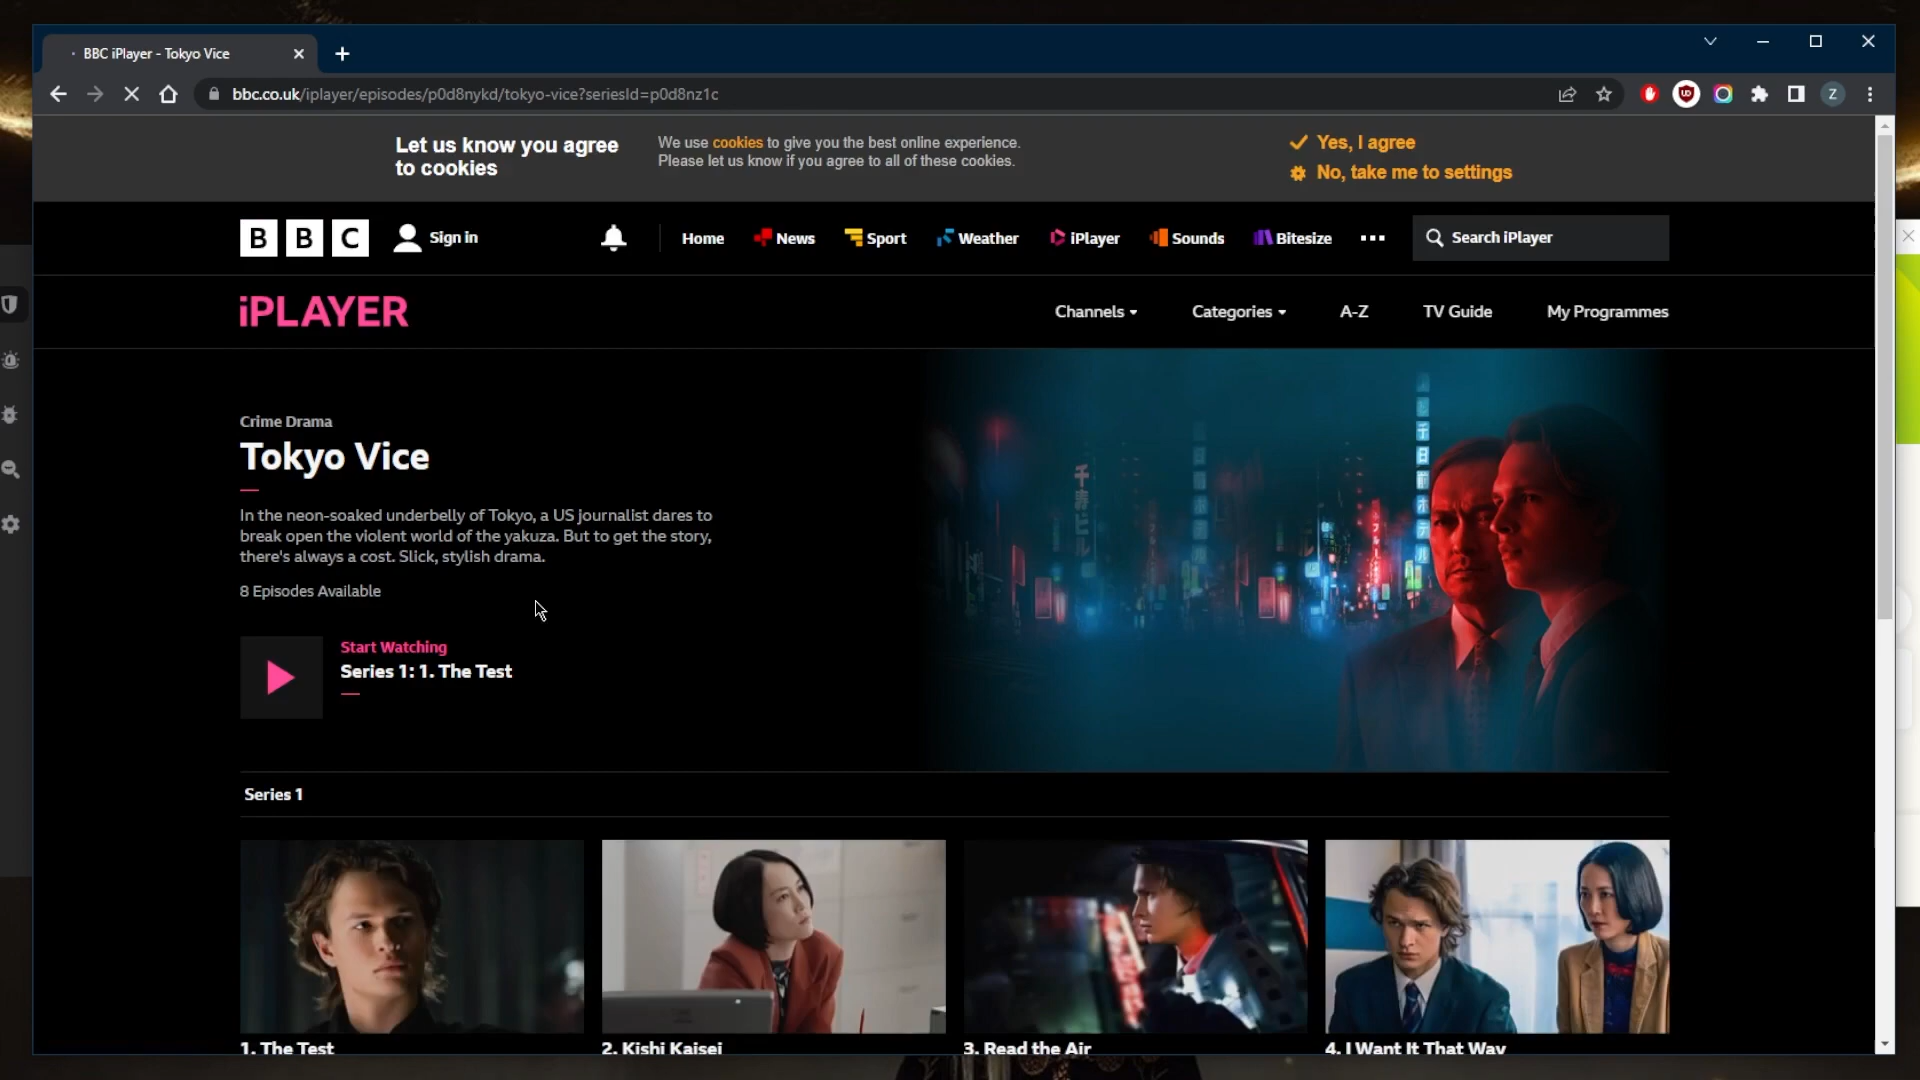 BBC iPlayer - Tokyo Vice
bbc.co.uk/iplayer/episodes/p0d8nykd/tokyo-vice?seriesId=p0d8nz1c
Z
Let us know you agree
to cookies
We use cookies to give you the best online experience.
Please let us know if you agree to all of these cookies.
Yes, I agree
No, take me to settings
BBC
Sign in
Home
News
Sport
Weather
iPlayer
Sounds
Bitesize
Search iPlayer
iPLAYER
Channels
Categories
A-Z
TV Guide
My Programmes
Crime Drama
Tokyo Vice
In the neon-soaked underbelly of Tokyo, a US journalist dares to
break open the violent world of the yakuza. But to get the story,
there's always a cost. Slick, stylish drama.
8 Episodes Available
Start Watching
Series 1: 1. The Test
Series 1
1. The Test
2. Kishi Kaisei
3. Read the Air
4. I Want It That Way